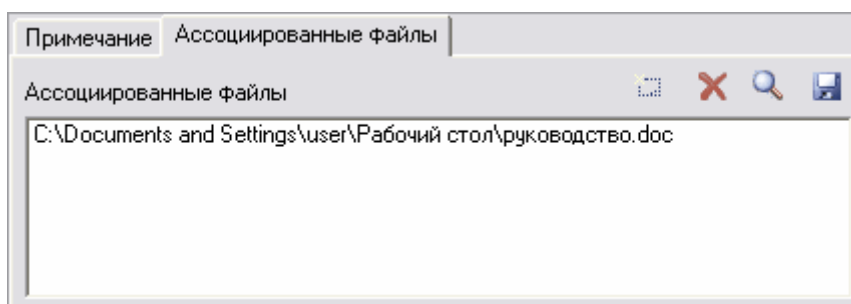 Примечание Ассоциированные файлы
Ассоциированные файлы
C:\Documents and Settings\user\Рабочий стол\руководство.doc